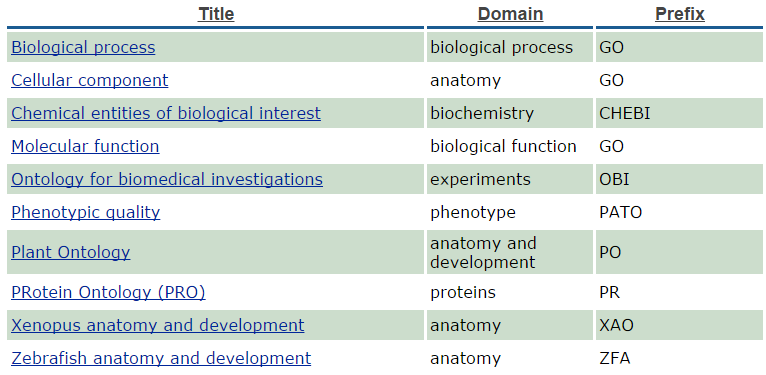 Title Domain Prefix
Biological process biological process GO
Cellular component anatomy GO
Chemical entities of biological interest biochemistry CHEBI
Molecular function biological function GO
Ontology for biomedical investigations experiments OBI
Phenotypic quality phenotype PATO
Plant Ontology anatomy and
development PO
PRotein Ontology (PRO) proteins PR
Xenopus anatomy and development anatomy XAO
Zebrafish anatomy and development anatomy ZFA